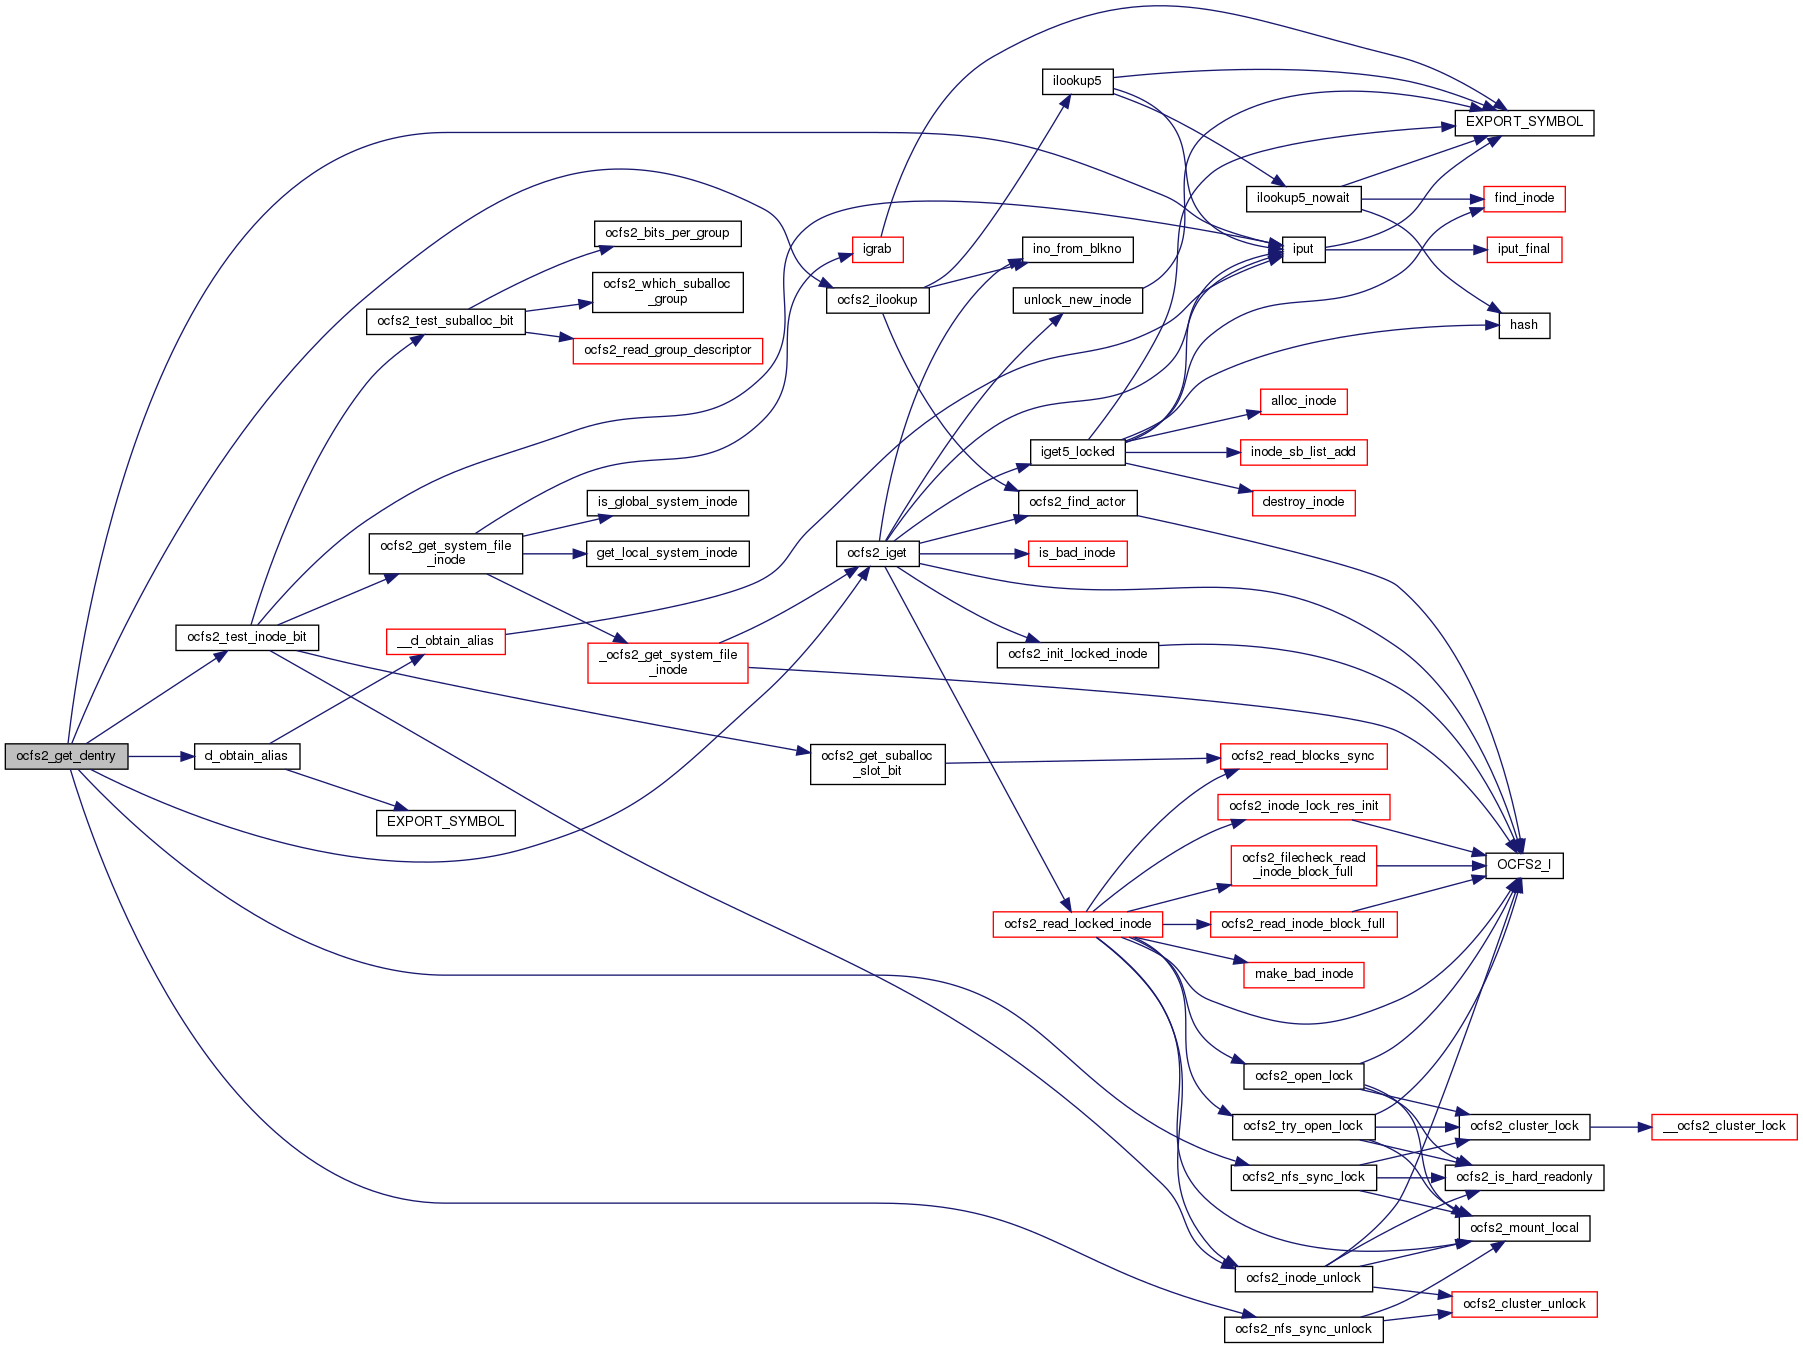 ocfs2_get_dentry
ocfs2_test_inode_bit
d_obtain_alias
ocfs2_test_suballoc_bit
ocfs2_get_system_file
_inode
__d_obtain_alias
EXPORT_SYMBOL
ocfs2_bits_per_group
ocfs2_which_suballoc
_group
ocfs2_read_group_descriptor
is_global_system_inode
get_local_system_inode
_ocfs2_get_system_file
_inode
igrab
ocfs2_ilookup
ocfs2_iget
ocfs2_get_suballoc
_slot_bit
ilookup5
ino_from_blkno
unlock_new_inode
iget5_locked
ocfs2_find_actor
is_bad_inode
ocfs2_init_locked_inode
ocfs2_read_locked_inode
ilookup5_nowait
iput
alloc_inode
inode_sb_list_add
destroy_inode
ocfs2_read_blocks_sync
ocfs2_inode_lock_res_init
ocfs2_filecheck_read
_inode_block_full
ocfs2_read_inode_block_full
make_bad_inode
ocfs2_open_lock
ocfs2_try_open_lock
ocfs2_nfs_sync_lock
ocfs2_inode_unlock
ocfs2_nfs_sync_unlock
EXPORT_SYMBOL
find_inode
iput_final
hash
OCFS2_I
ocfs2_cluster_lock
ocfs2_is_hard_readonly
ocfs2_mount_local
ocfs2_cluster_unlock
__ocfs2_cluster_lock